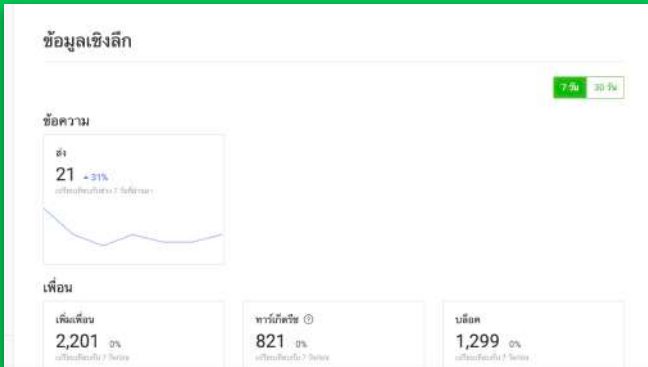 ข้อมูลเชิงลึก
7 วัน 30 วัน
ข้อความ
ส่ง
21 31%
เพื่อน
เพิ่มเพื่อน ทาร์เก็ตรีช บล็อค
2,201 0% 821 0% 1,299 0%